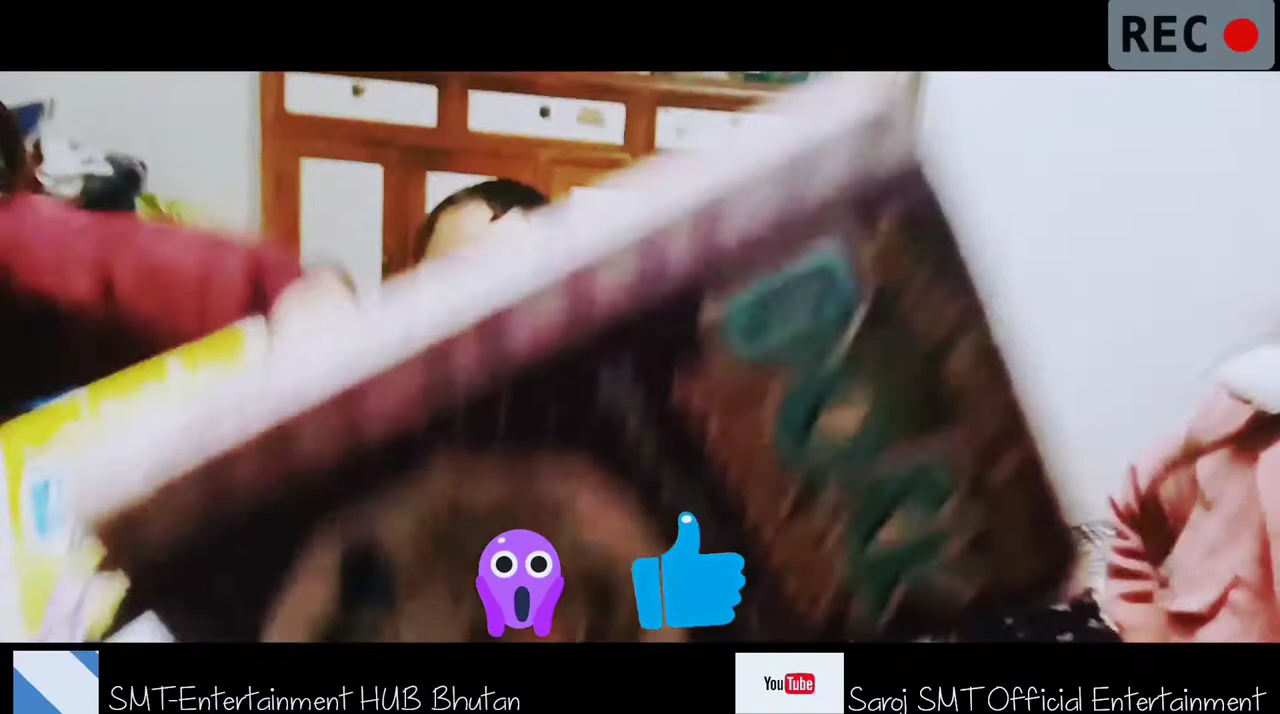 REC
SMT-Entertainment HUB Bhutan
YouTube
Saroj SMT Official Entertainment